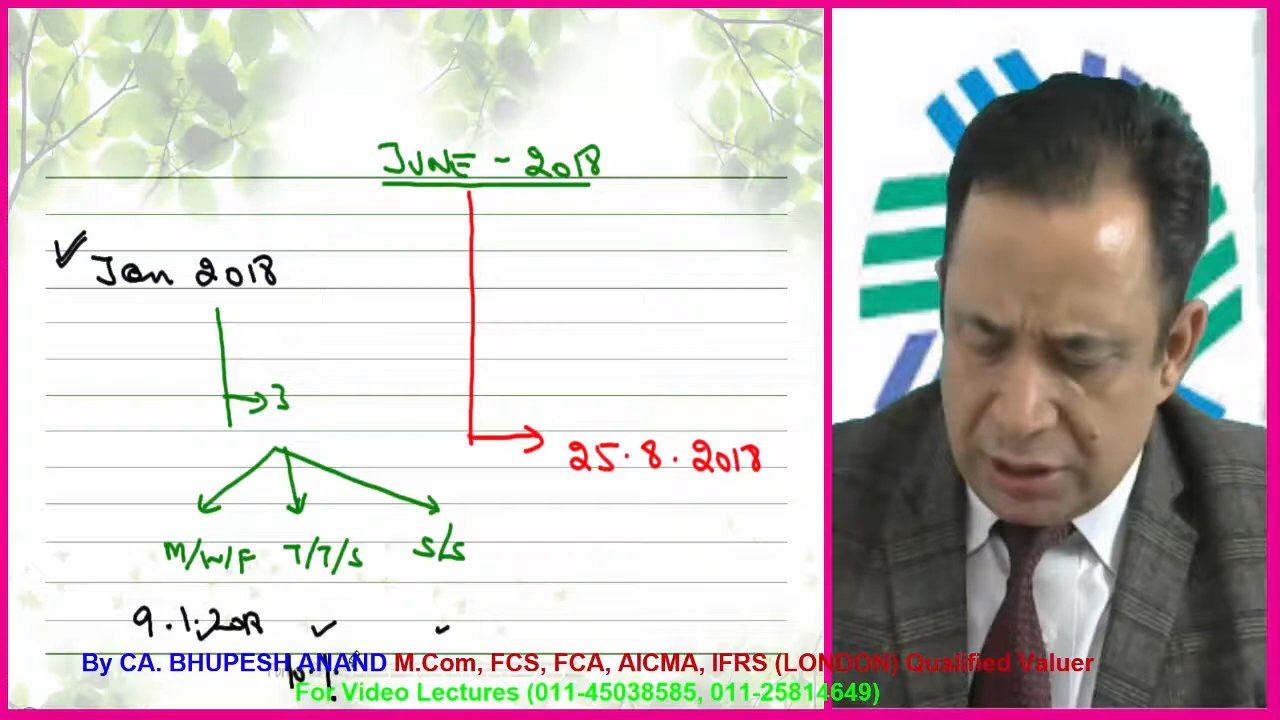 JUNE - 2018
Jan 2018
3
25.8.2018
M/W/F T/T/S S/S
9.1.2018
By CA. BHUPESH ANAND M.Com, FCS, FCA, AICMA, IFRS (LONDON) Qualified Valuer
For Video Lectures (011-45038585, 011-25814649)